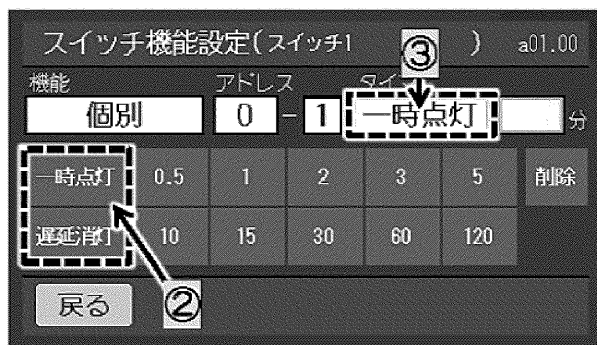 スイッチ機能設定(スイッチ1 ) a01.00
③
機能 アドレス タイ
個別 0 - 1 一時点灯 分
一時点灯 0.5 1 2 3 5 削除
遅延消灯 10 15 30 60 120
戻る ②